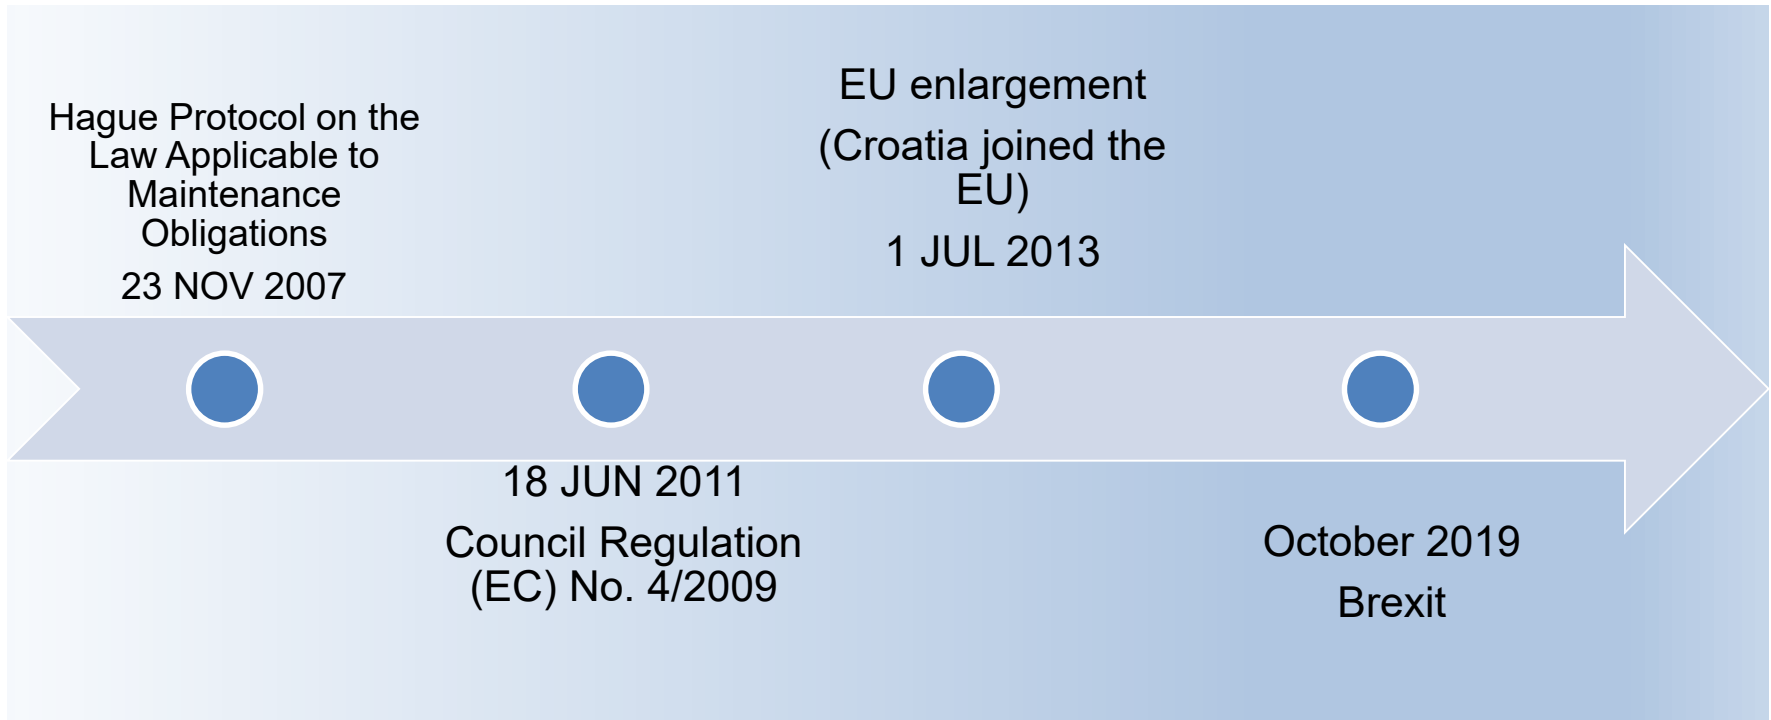 Hague Protocol on the
Law Applicable to
Maintenance
Obligations
23 NOV 2007
18 JUN 2011
Council Regulation
(EC) No. 4/2009
EU enlargement
(Croatia joined the
EU)
1 JUL 2013
October 2019
Brexit